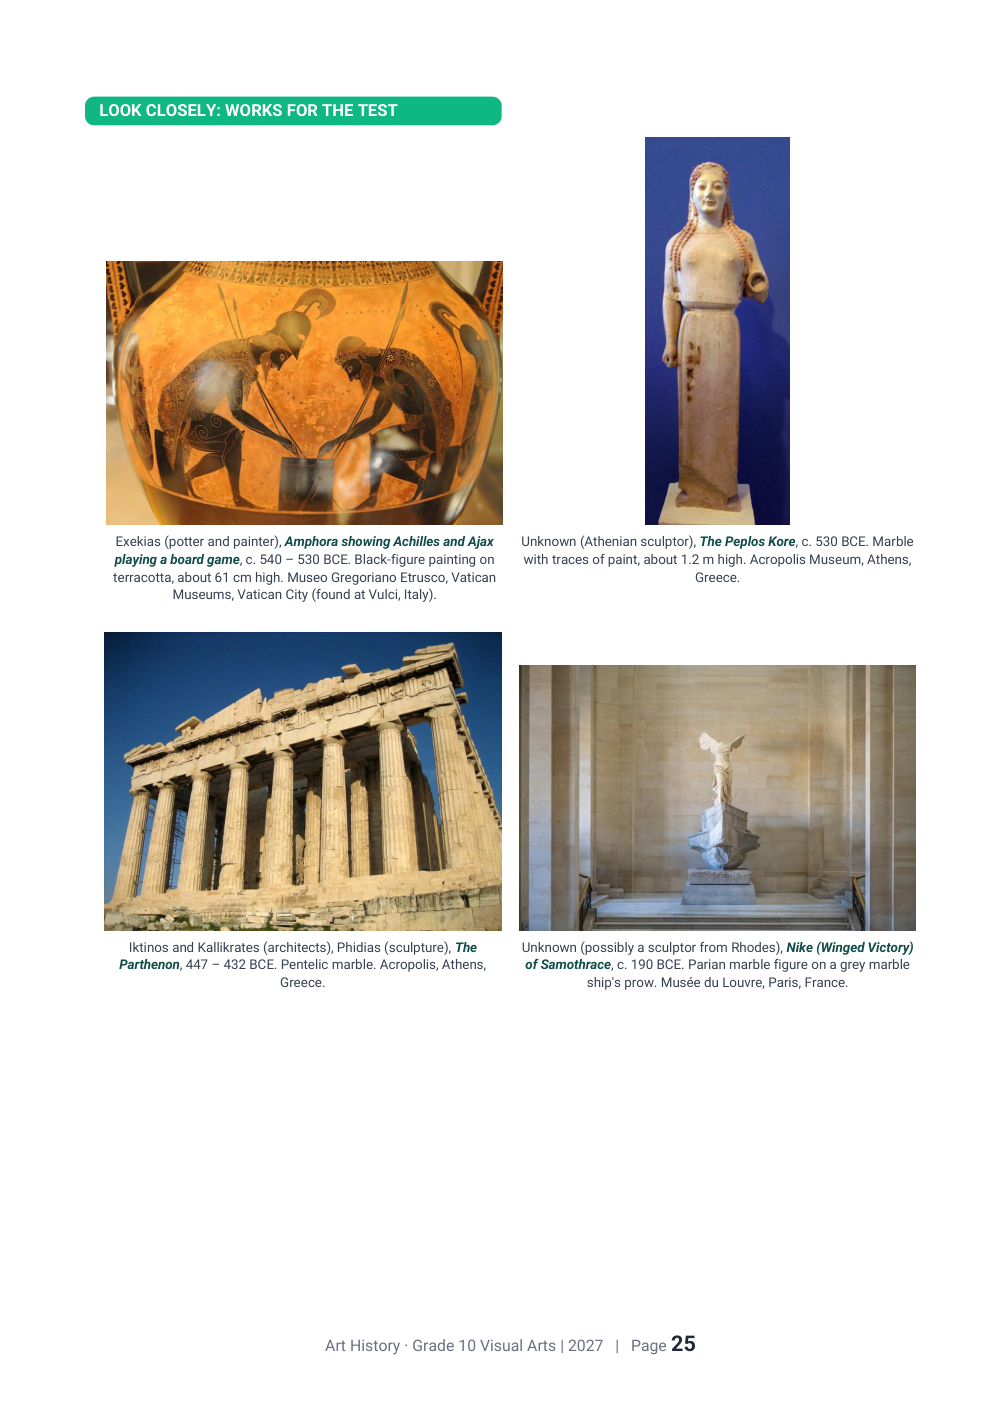 LOOK CLOSELY: WORKS FOR THE TEST
Exekias (potter and painter), Amphora showing Achilles and Ajax
playing a board game, c. 540 – 530 BCE. Black-figure painting on
terracotta, about 61 cm high. Museo Gregoriano Etrusco, Vatican
Museums, Vatican City (found at Vulci, Italy).
Unknown (Athenian sculptor), The Peplos Kore, c. 530 BCE. Marble
with traces of paint, about 1.2 m high. Acropolis Museum, Athens,
Greece.
Iktinos and Kallikrates (architects), Phidias (sculpture), The
Parthenon, 447 – 432 BCE. Pentelic marble. Acropolis, Athens,
Greece.
Unknown (possibly a sculptor from Rhodes), Nike (Winged Victory)
of Samothrace, c. 190 BCE. Parian marble figure on a grey marble
ship's prow. Musée du Louvre, Paris, France.
Art History · Grade 10 Visual Arts | 2027 | Page 25